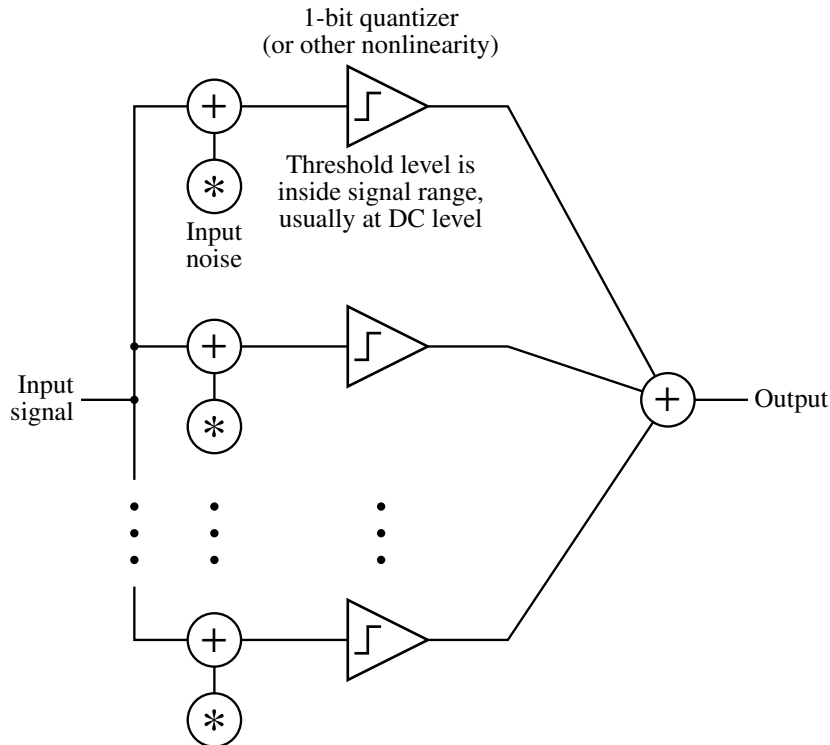 1-bit quantizer
(or other nonlinearity)
Threshold level is
inside signal range,
usually at DC level
Input
noise
Input
signal
Output